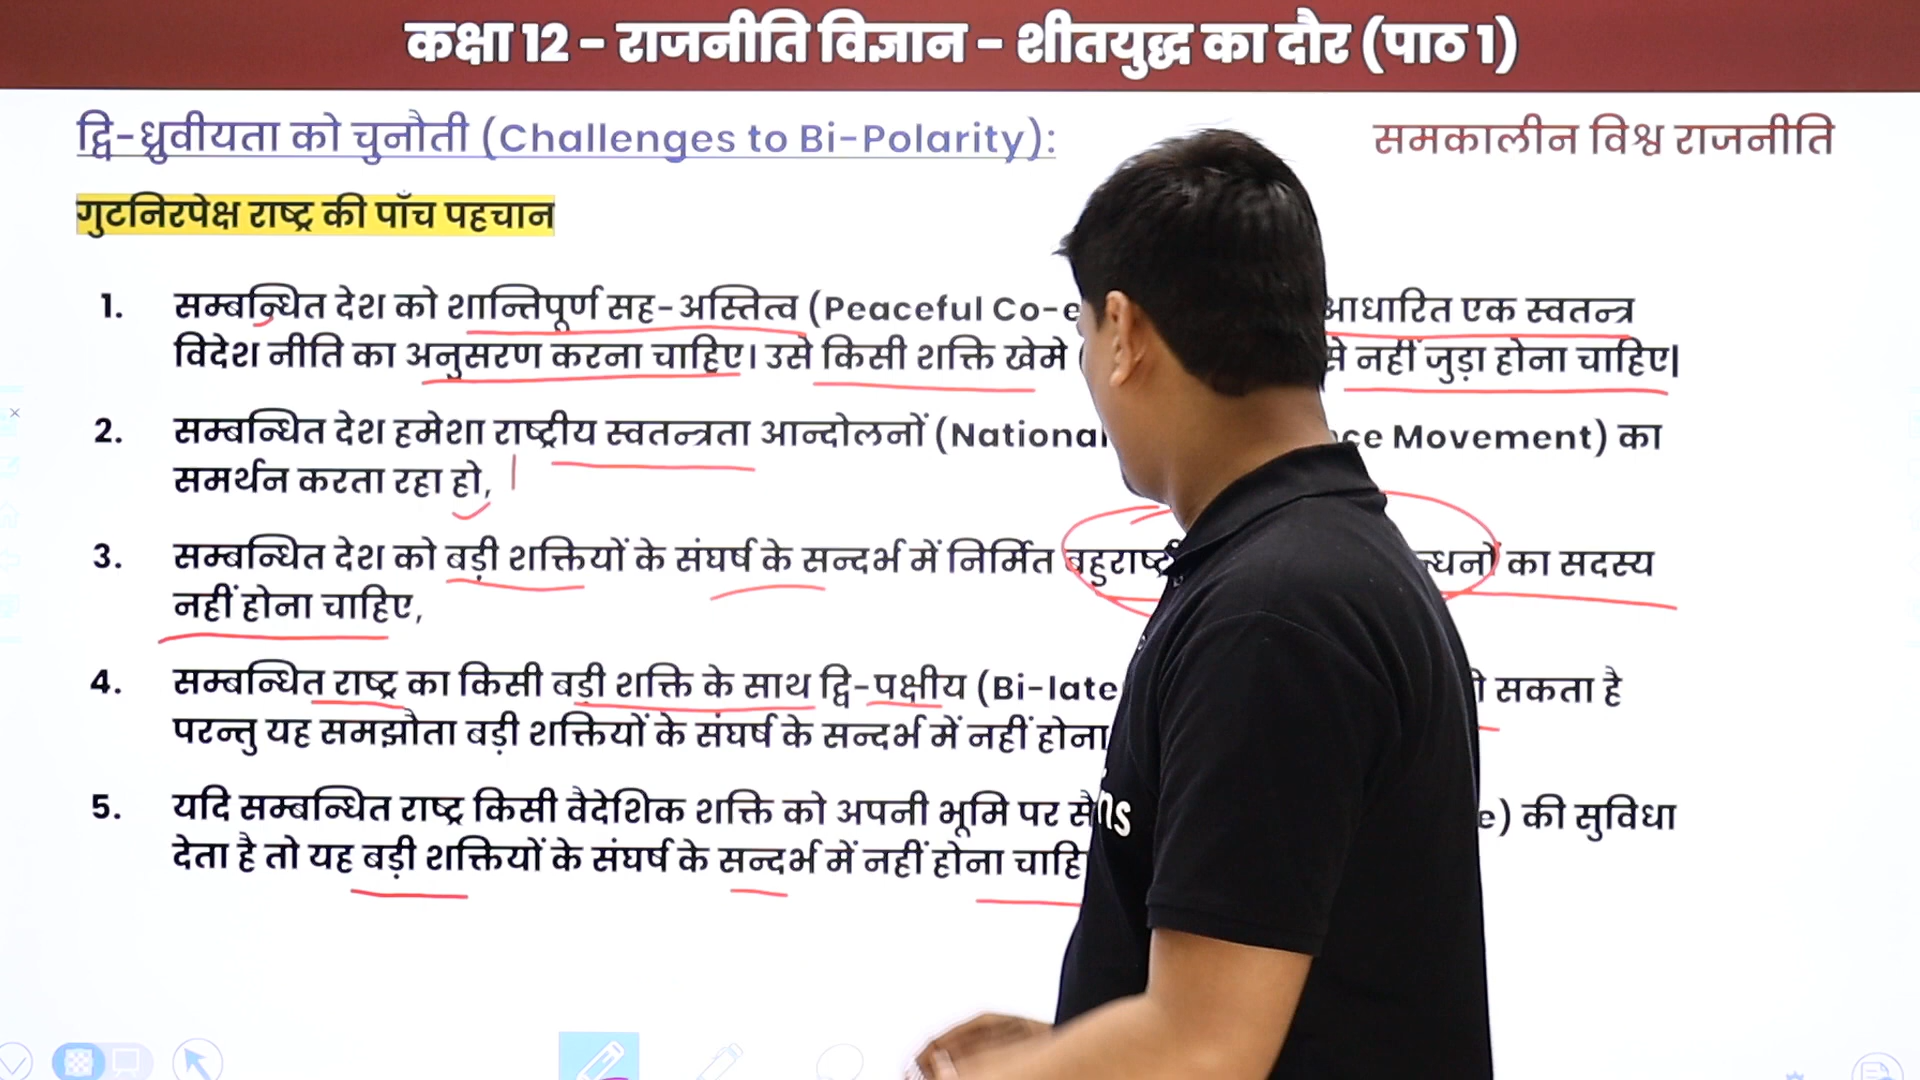 कक्षा 12 - राजनीति विज्ञान - शीतयुद्ध का दौर (पाठ 1)
द्वि-ध्रुवीयता को चुनौती (Challenges to Bi-Polarity):
समकालीन विश्व राजनीति
गुटनिरपेक्ष राष्ट्र की पाँच पहचान
1. सम्बन्धित देश को शान्तिपूर्ण सह-अस्तित्व (Peaceful Co-e आधारित एक स्वतन्त्र
विदेश नीति का अनुसरण करना चाहिए। उसे किसी शक्ति खेमे ( से नहीं जुड़ा होना चाहिए|
2. सम्बन्धित देश हमेशा राष्ट्रीय स्वतन्त्रता आन्दोलनों (National ce Movement) का
समर्थन करता रहा हो,
3. सम्बन्धित देश को बड़ी शक्तियों के संघर्ष के सन्दर्भ में निर्मित बहुराष्ट्री न्धनों का सदस्य
नहीं होना चाहिए,
4. सम्बन्धित राष्ट्र का किसी बड़ी शक्ति के साथ द्वि-पक्षीय (Bi-late सकता है
परन्तु यह समझौता बड़ी शक्तियों के संघर्ष के सन्दर्भ में नहीं होना
5. यदि सम्बन्धित राष्ट्र किसी वैदेशिक शक्ति को अपनी भूमि पर सै e) की सुविधा
देता है तो यह बड़ी शक्तियों के संघर्ष के सन्दर्भ में नहीं होना चाहि
ns